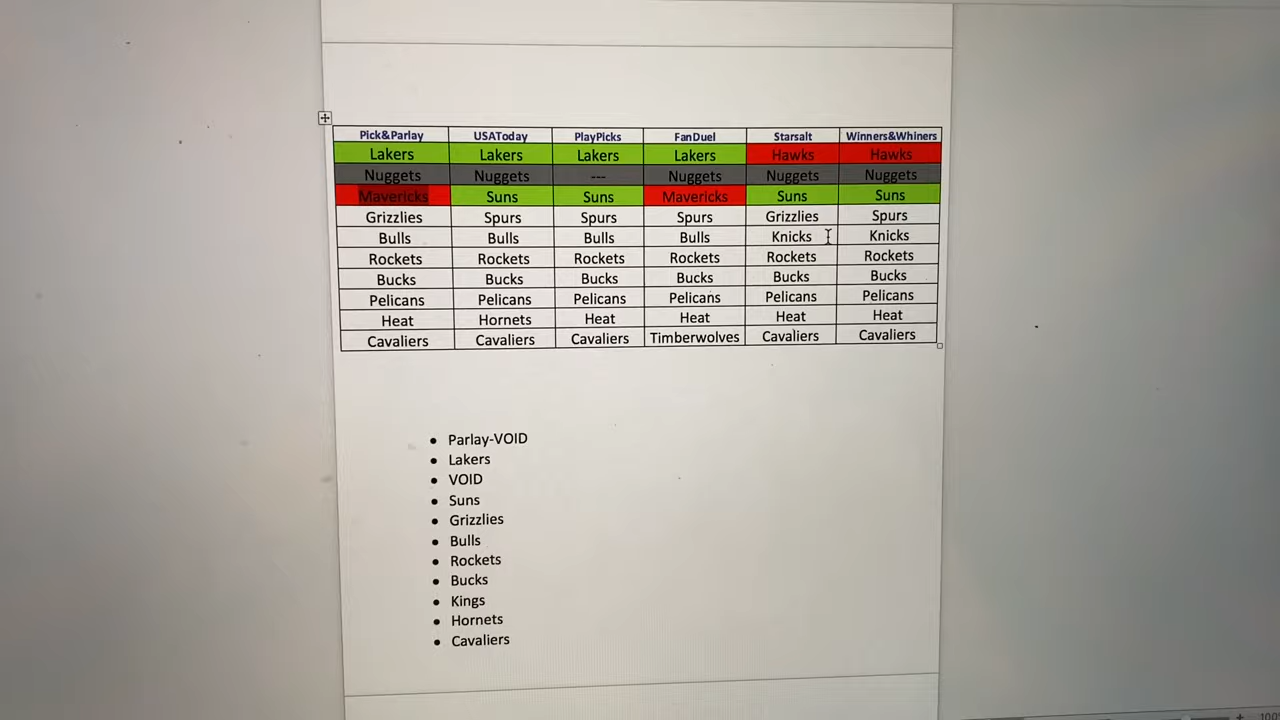 Pick&Parlay USAToday PlayPicks FanDuel Starsalt Winners&Whiners
Lakers Lakers Lakers Lakers Hawks Hawks
Nuggets Nuggets --- Nuggets Nuggets Nuggets
Mavericks Suns Suns Mavericks Suns Suns
Grizzlies Spurs Spurs Spurs Grizzlies Spurs
Bulls Bulls Bulls Bulls Knicks Knicks
Rockets Rockets Rockets Rockets Rockets Rockets
Bucks Bucks Bucks Bucks Bucks Bucks
Pelicans Pelicans Pelicans Pelicans Pelicans Pelicans
Heat Hornets Heat Heat Heat Heat
Cavaliers Cavaliers Cavaliers Timberwolves Cavaliers Cavaliers
• Parlay-VOID
• Lakers
• VOID
• Suns
• Grizzlies
• Bulls
• Rockets
• Bucks
• Kings
• Hornets
• Cavaliers